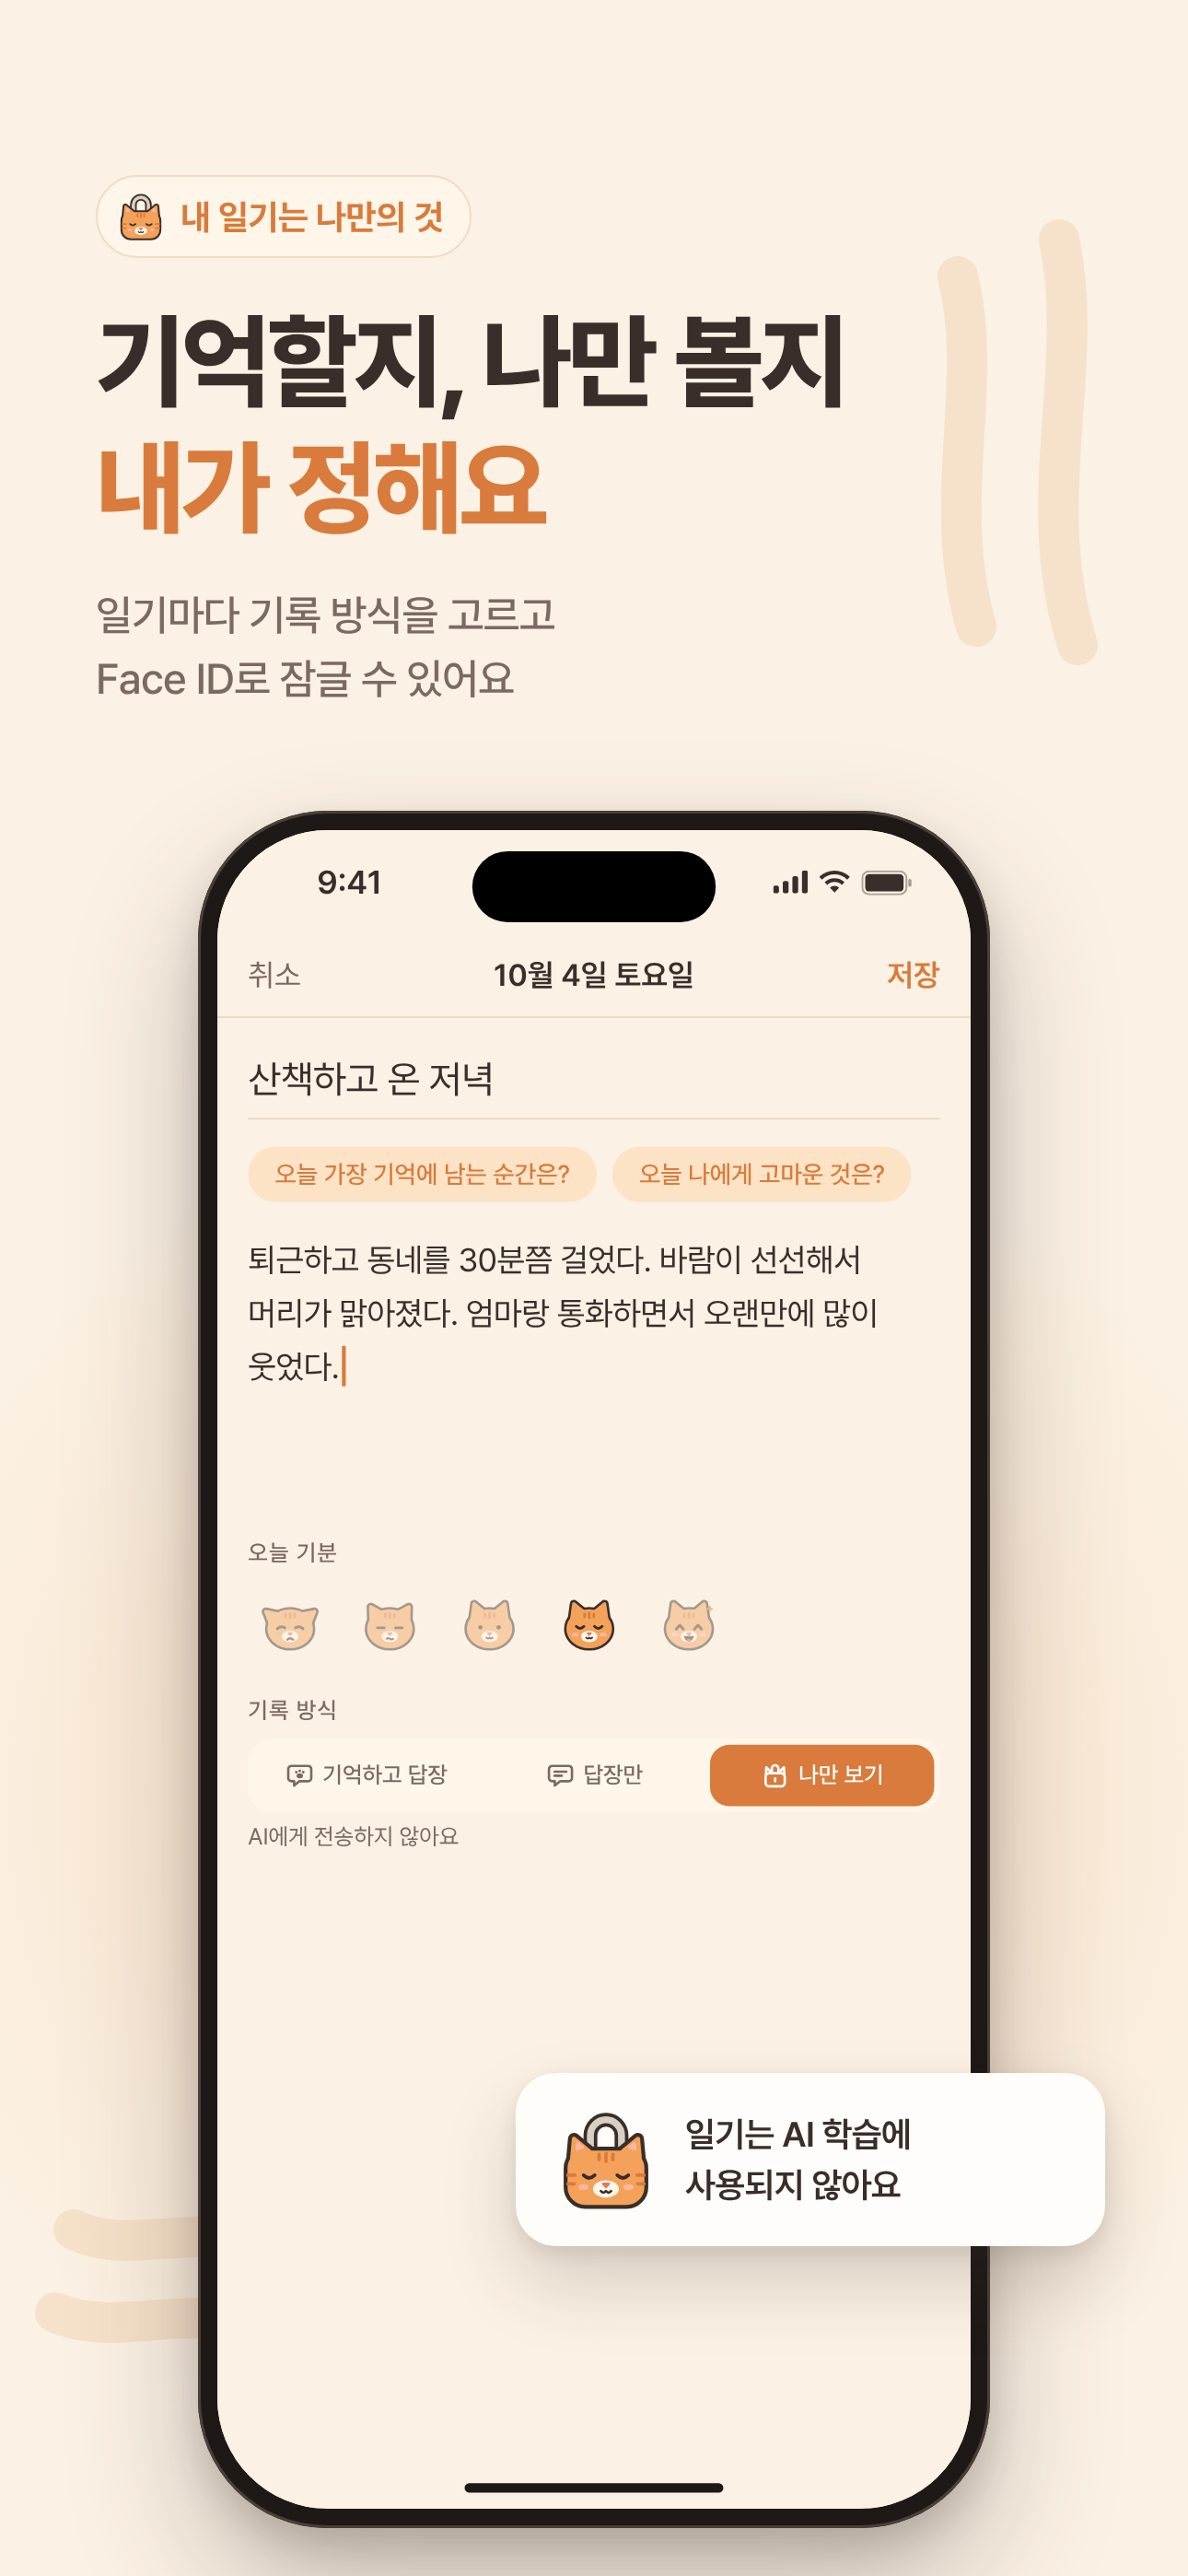 내 일기는 나만의 것
기억할지, 나만 볼지
내가 정해요
일기마다 기록 방식을 고르고
Face ID로 잠글 수 있어요
9:41
취소
10월 4일 토요일
저장
산책하고 온 저녁
오늘 가장 기억에 남는 순간은?
오늘 나에게 고마운 것은?
퇴근하고 동네를 30분쯤 걸었다. 바람이 선선해서
머리가 맑아졌다. 엄마랑 통화하면서 오랜만에 많이
웃었다.
오늘 기분
기록 방식
기억하고 답장
답장만
나만 보기
AI에게 전송하지 않아요
일기는 AI 학습에
사용되지 않아요